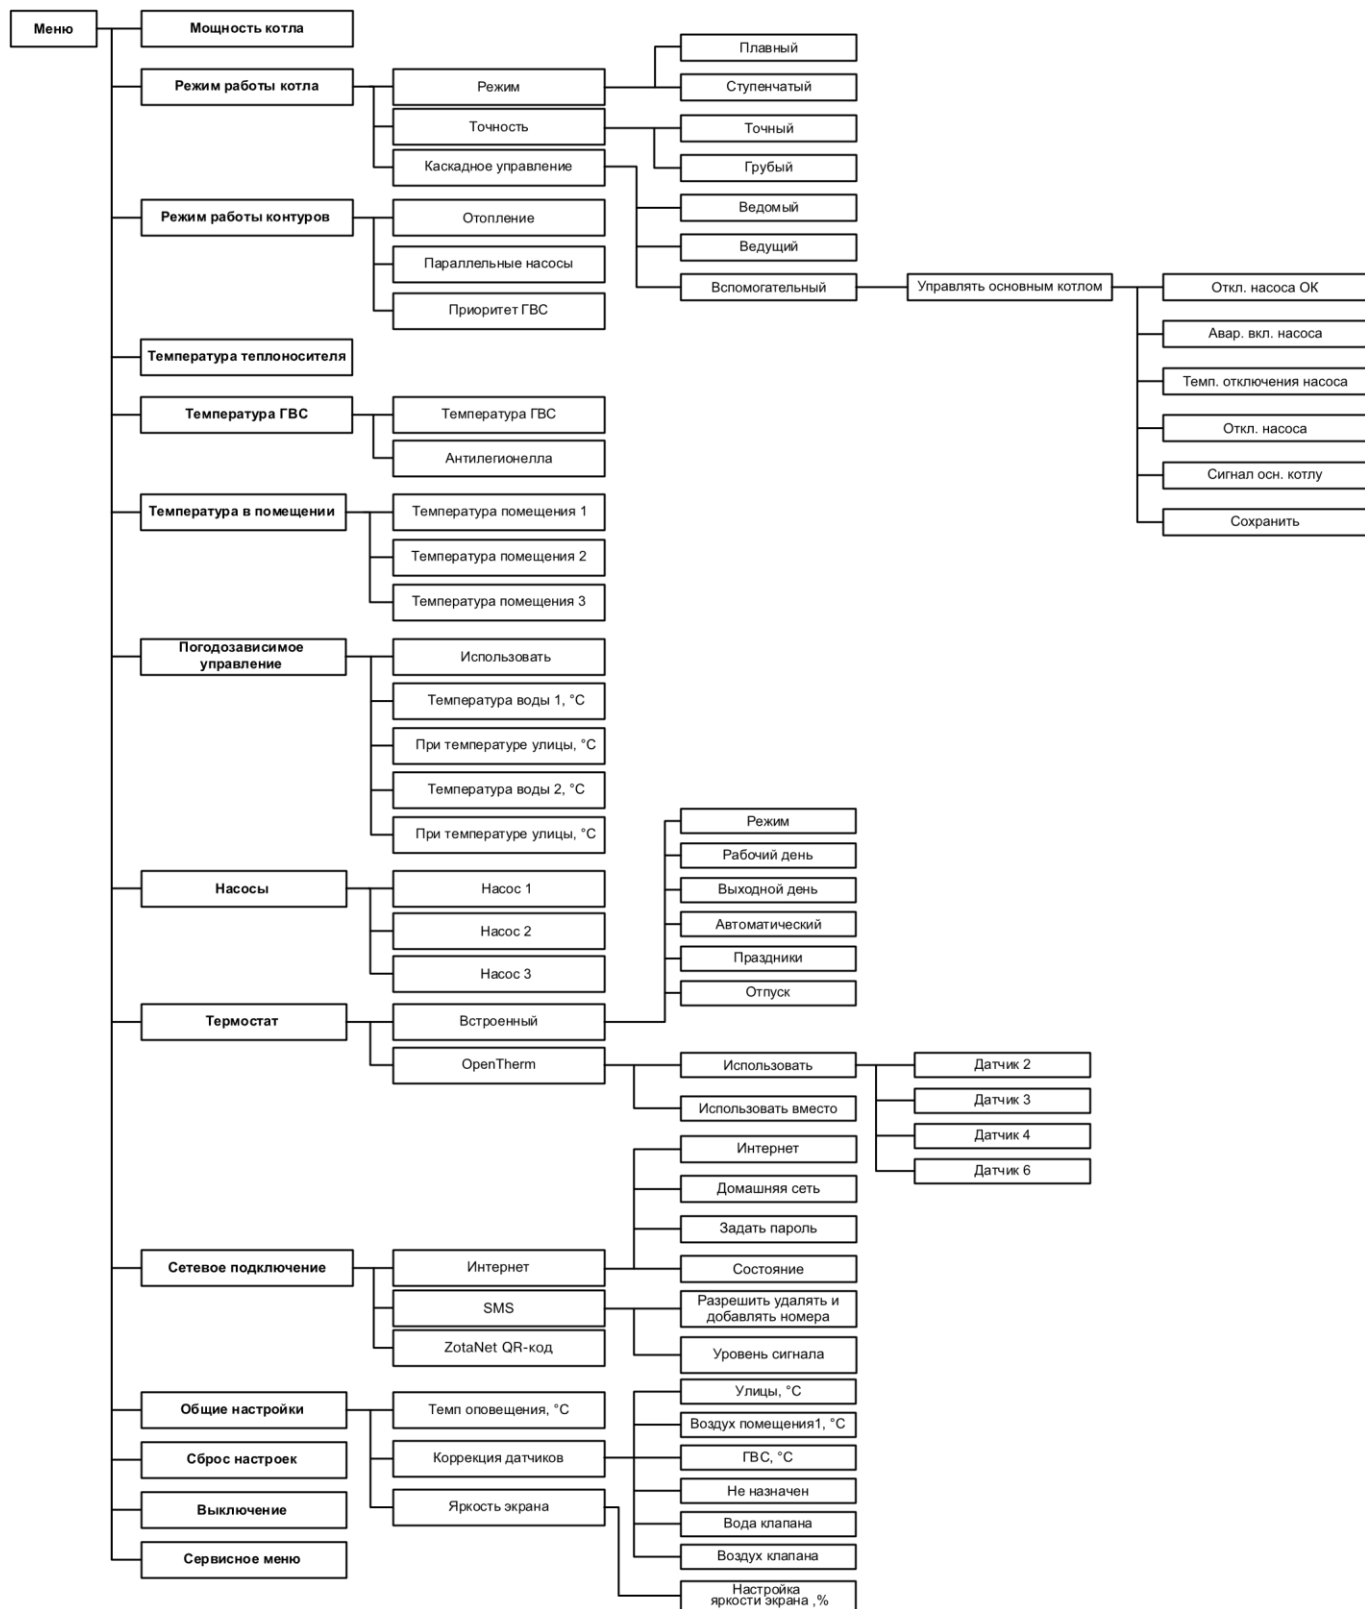 Меню
Мощность котла
Режим работы котла
Режим
Плавный
Ступенчатый
Точность
Точный
Грубый
Каскадное управление
Ведомый
Ведущий
Вспомогательный
Управлять основным котлом
Откл. насоса ОК
Авар. вкл. насоса
Темп. отключения насоса
Откл. насоса
Сигнал осн. котлу
Сохранить
Режим работы контуров
Отопление
Параллельные насосы
Приоритет ГВС
Температура теплоносителя
Температура ГВС
Температура ГВС
Антилегионелла
Температура в помещении
Температура помещения 1
Температура помещения 2
Температура помещения 3
Погодозависимое
управление
Использовать
Температура воды 1, °С
При температуре улицы, °С
Температура воды 2, °С
При температуре улицы, °С
Насосы
Насос 1
Насос 2
Насос 3
Термостат
Встроенный
Режим
Рабочий день
Выходной день
Автоматический
Праздники
Отпуск
OpenTherm
Использовать
Датчик 2
Датчик 3
Датчик 4
Датчик 6
Использовать вместо
Сетевое подключение
Интернет
Интернет
Домашняя сеть
Задать пароль
Состояние
SMS
Разрешить удалять и
добавлять номера
Уровень сигнала
ZotaNet QR-код
Общие настройки
Темп оповещения, °С
Коррекция датчиков
Улицы, °С
Воздух помещения1, °С
ГВС, °С
Не назначен
Вода клапана
Воздух клапана
Яркость экрана
Настройка
яркости экрана ,%
Сброс настроек
Выключение
Сервисное меню